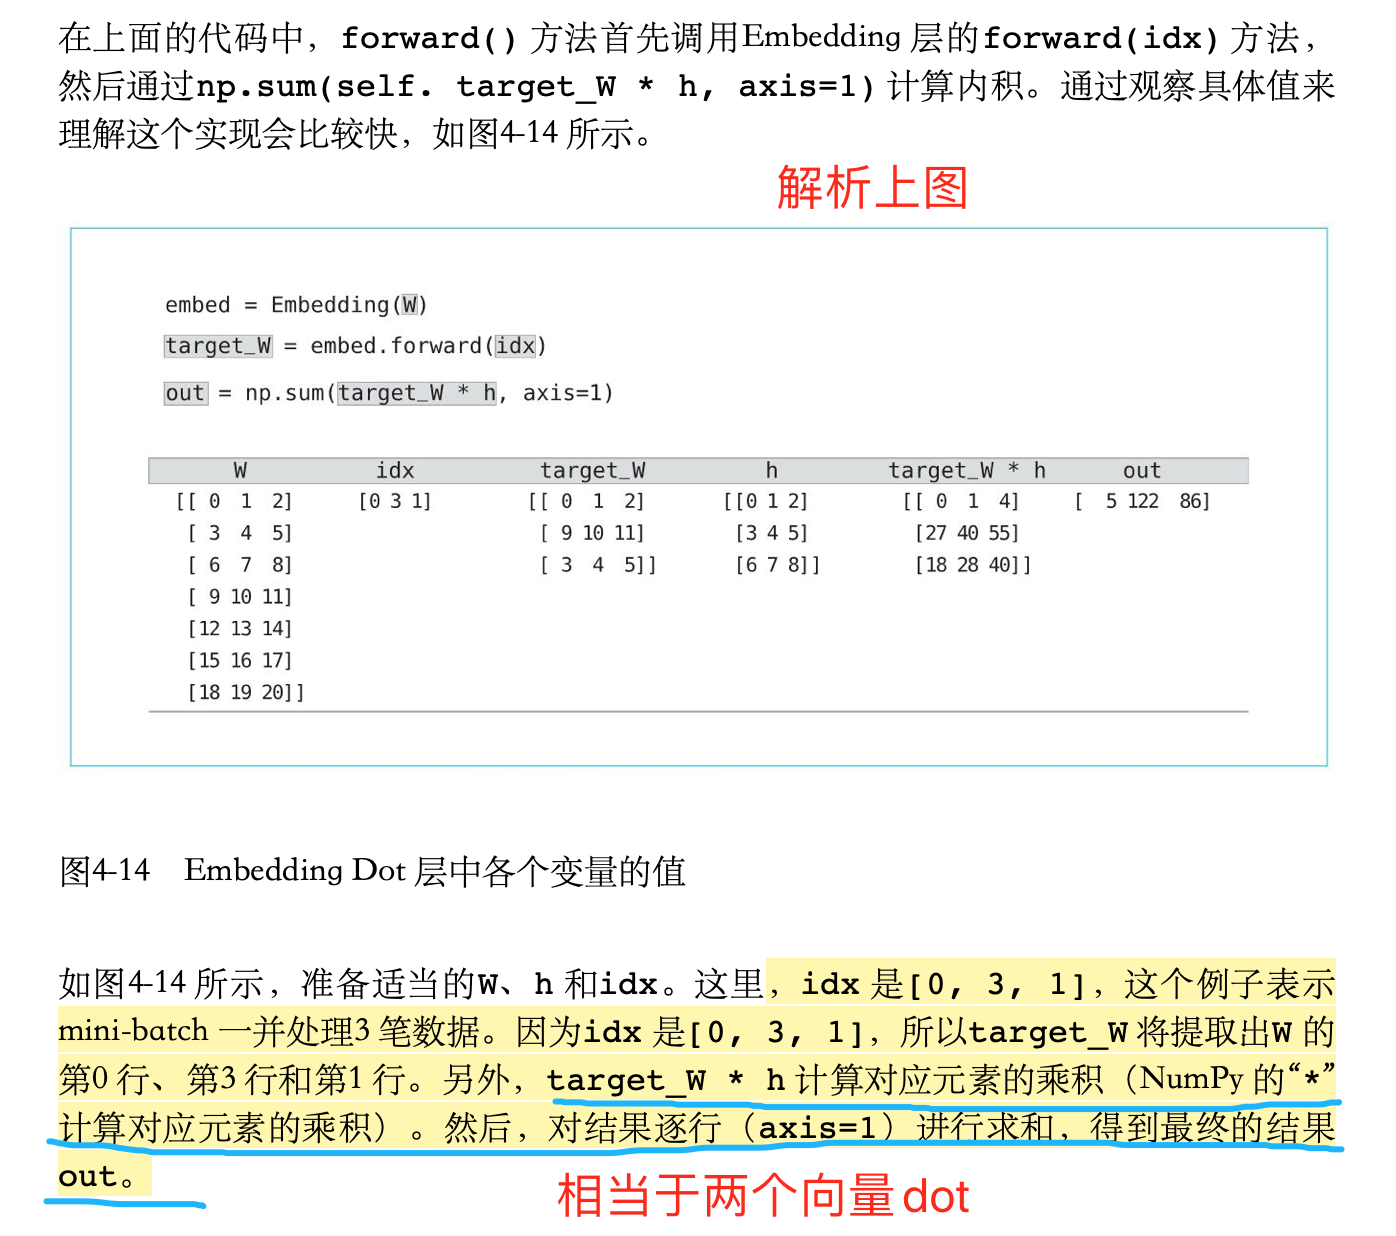 在上面的代码中，forward() 方法首先调用Embedding 层的forward(idx) 方法，
然后通过np.sum(self. target_W * h, axis=1) 计算内积。通过观察具体值来
理解这个实现会比较快，如图4-14 所示。
解析上图
embed = Embedding(W)
target_W = embed.forward(idx)
out = np.sum(target_W * h, axis=1)
W idx target_W h target_W * h out
[[ 0 1 2] [0 3 1] [[ 0 1 2] [[0 1 2] [[ 0 1 4] [ 5 122 86]
[ 3 4 5] [ 9 10 11] [3 4 5] [27 40 55]
[ 6 7 8] [ 3 4 5]] [6 7 8]] [18 28 40]]
[ 9 10 11]
[12 13 14]
[15 16 17]
[18 19 20]]
图4-14 Embedding Dot 层中各个变量的值
如图4-14 所示，准备适当的W、h 和idx。这里，idx 是[0, 3, 1]，这个例子表示
mini-batch 一并处理3 笔数据。因为idx 是[0, 3, 1]，所以target_W 将提取出W 的
第0 行、第3 行和第1 行。另外，target_W * h 计算对应元素的乘积（NumPy 的“*”
计算对应元素的乘积）。然后，对结果逐行（axis=1）进行求和，得到最终的结果
out。
相当于两个向量dot